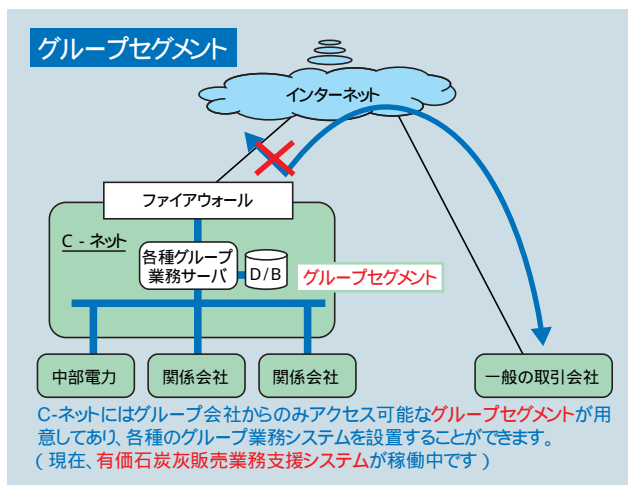 グループセグメント
インターネット
ファイアウォール
C - ネット
各種グループ
業務サーバ
D/B
グループセグメント
中部電力
関係会社
関係会社
一般の取引会社
C-ネットにはグループ会社からのみアクセス可能なグループセグメントが用
意してあり、各種のグループ業務システムを設置することができます。
( 現在、有価石炭灰販売業務支援システムが稼働中です )